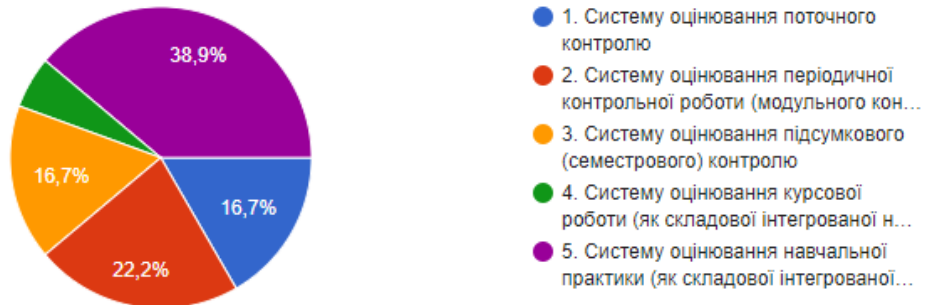 38,9%
16,7%
16,7%
22,2%
1. Систему оцінювання поточного
контролю
2. Систему оцінювання періодичної
контрольної роботи (модульного кон...
3. Систему оцінювання підсумкового
(семестрового) контролю
4. Систему оцінювання курсової
роботи (як складової інтегрованої н...
5. Систему оцінювання навчальної
практики (як складової інтегрованої...